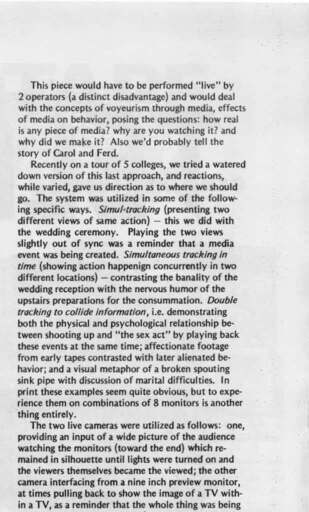 This piece would have to be performed "live" by
2 operators (a distinct disadvantage) and would deal
with the concepts of voyeurism through media, effects
of media on behavior, posing the questions: how real
is any piece of media? why are you watching it? and
why did we make it? Also we'd probably tell the
story of Carol and Ferd.
Recently on a tour of 5 colleges, we tried a watered
down version of this last approach, and reactions,
while varied, gave us direction as to where we should
go. The system was utilized in some of the follow-
ing specific ways. Simul-tracking (presenting two
different views of same action) — this we did with
the wedding ceremony. Playing the two views
slightly out of sync was a reminder that a media
event was being created. Simultaneous tracking in
time (showing action happenign concurrently in two
different locations) — contrasting the banality of the
wedding reception with the nervous humor of the
upstairs preparations for the consummation. Double
tracking to collide information, i.e. demonstrating
both the physical and psychological relationship be-
tween shooting up and "the sex act" by playing back
these events at the same time; affectionate footage
from early tapes contrasted with later alienated be-
havior; and a visual metaphor of a broken spouting
sink pipe with discussion of marital difficulties. In
print these examples seem quite obvious, but to expe-
rience them on combinations of 8 monitors is another
thing entirely.
The two live cameras were utilized as follows: one,
providing an input of a wide picture of the audience
watching the monitors (toward the end) which re-
mained in silhouette until lights were turned on and
the viewers themselves became the viewed; the other
camera interfacing from a nine inch preview monitor,
at times pulling back to show the image of a TV with-
in a TV, as a reminder that the whole thing was being